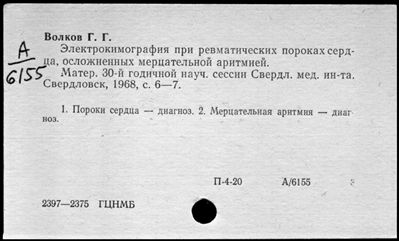 Волков Г. Г.
А
6155
Электрокимография при ревматических пороках серд-
ца, осложненных мерцательной аритмией.
Матер. 30-й годичной науч. сессии Свердл. мед. ин-та.
Свердловск, 1968, с. 6—7.
1. Пороки сердца — диагноз. 2. Мерцательная аритмия — диаг-
ноз.
П-4-20 А/6155
2397—2375 ГЦНМБ